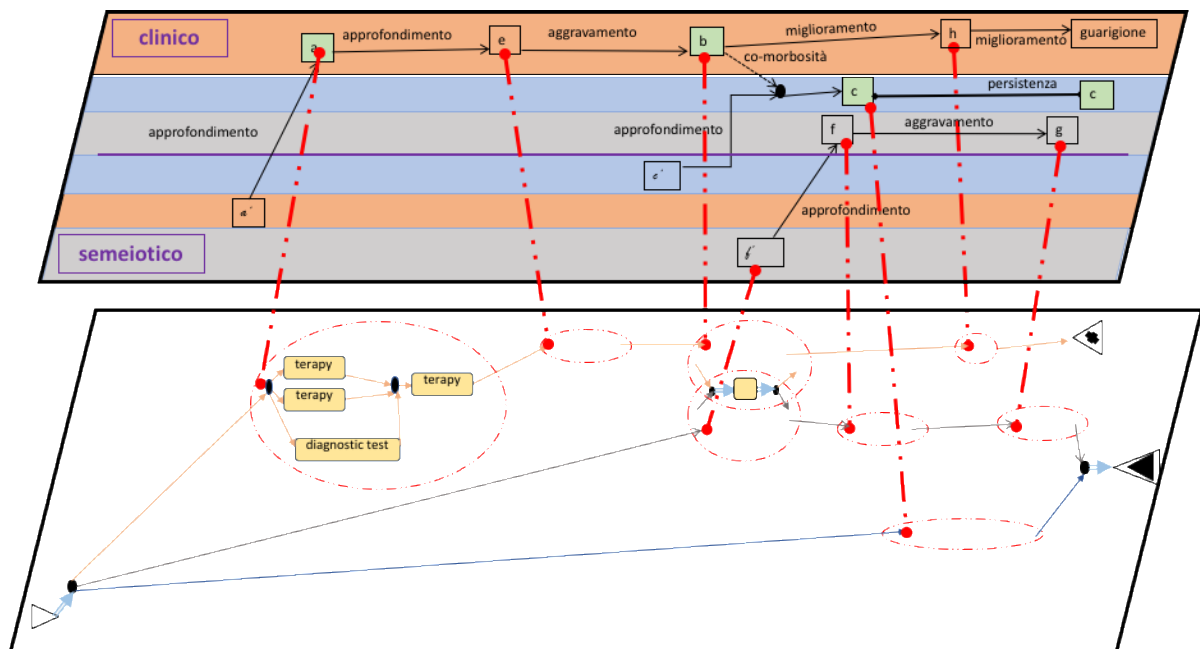 clinico
a
approfondimento
e
aggravamento
b
miglioramento
h
miglioramento
guarigione
co-morbosità
c
persistenza
c
approfondimento
approfondimento
f
aggravamento
g
c´
a´
approfondimento
semeiotico
f´
terapy
terapy
terapy
diagnostic test